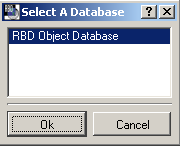 Select A Database
RBD Object Database
Ok
Cancel